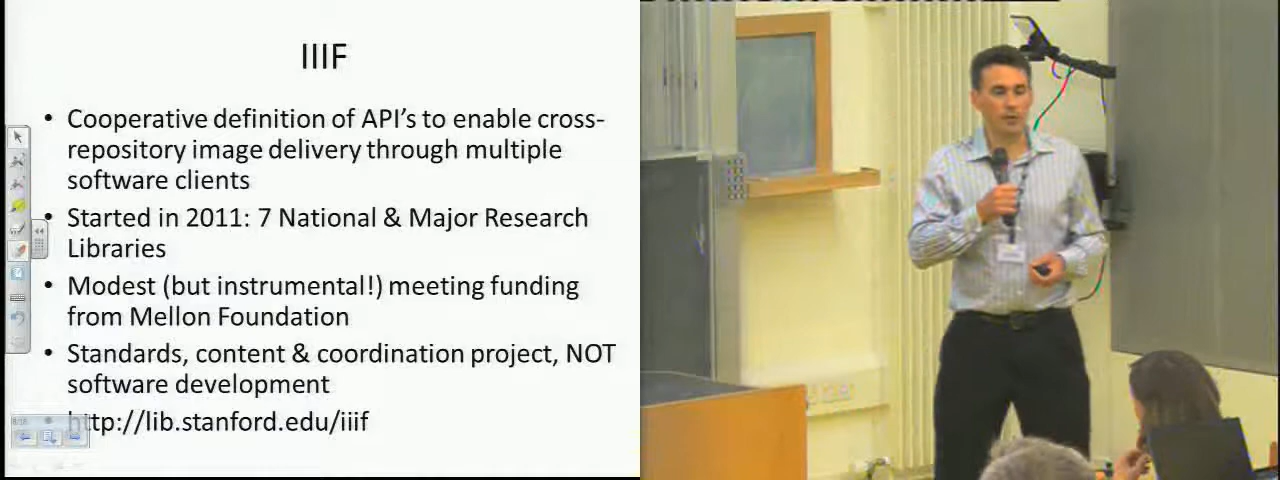 IIIF
• Cooperative definition of API's to enable cross-
repository image delivery through multiple
software clients
• Started in 2011: 7 National & Major Research
Libraries
• Modest (but instrumental!) meeting funding
from Mellon Foundation
• Standards, content & coordination project, NOT
software development
http://lib.stanford.edu/iiif